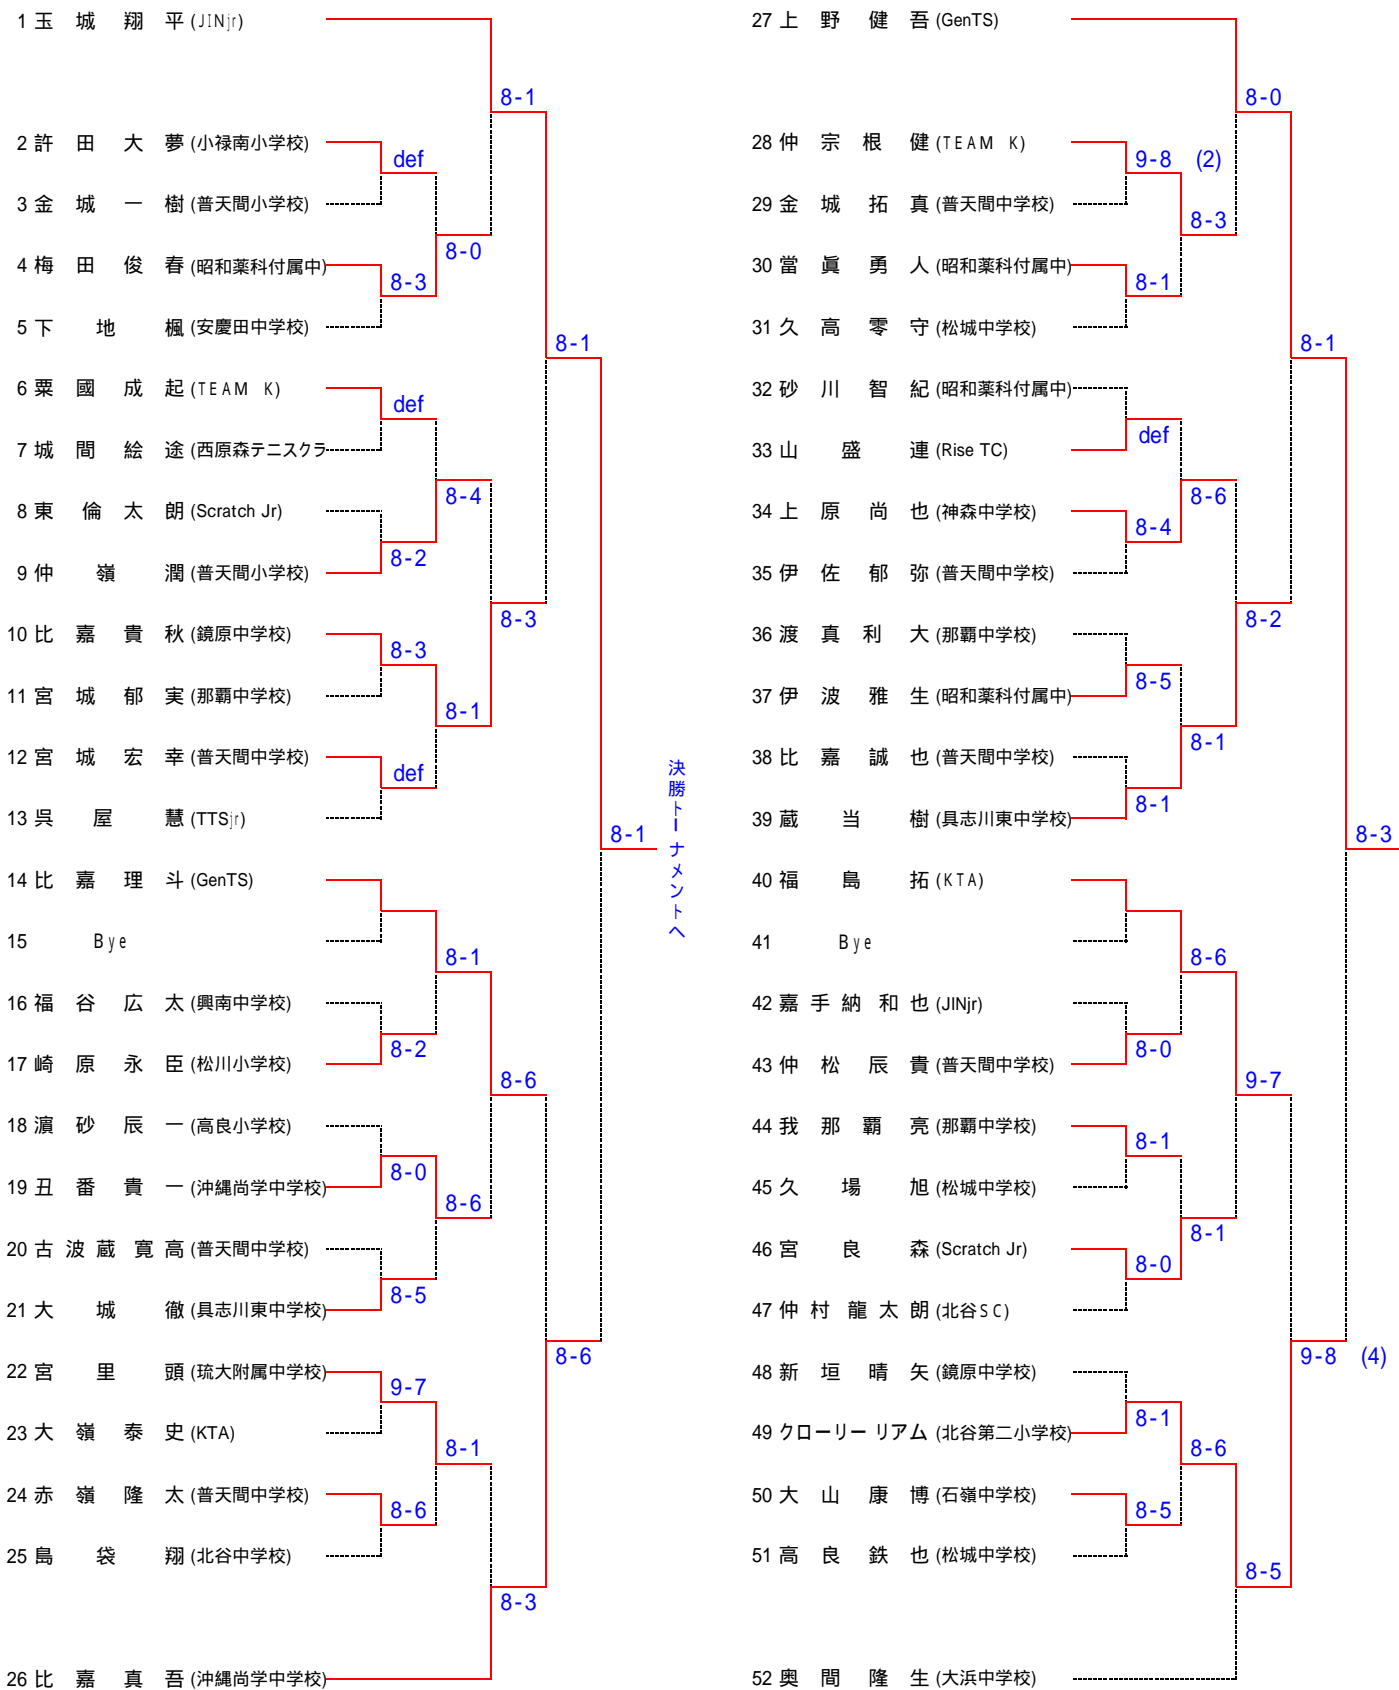 1 玉城翔平 (JINjr)
8-1
2 許田大夢 (小禄南小学校)
def
3 金城一樹 (普天間小学校)
8-0
4 梅田俊春 (昭和薬科付属中)
8-3
5 下地楓 (安慶田中学校)
8-1
6 粟國成起 (TEAM K)
def
7 城間絵途 (西原森テニスクラ
8-4
8 東倫太朗 (Scratch Jr)
8-2
9 仲嶺潤 (普天間小学校)
8-3
10 比嘉貴秋 (鏡原中学校)
8-3
11 宮城郁実 (那覇中学校)
8-1
12 宮城宏幸 (普天間中学校)
def
13 呉屋慧 (TTSjr)
8-1
決勝トーナメントへ
14 比嘉理斗 (GenTS)
15 Bye
8-1
16 福谷広太 (興南中学校)
8-2
17 崎原永臣 (松川小学校)
8-6
18 濵砂辰一 (高良小学校)
8-0
19 丑番貴一 (沖縄尚学中学校)
8-6
20 古波蔵寛高 (普天間中学校)
8-5
21 大城徹 (具志川東中学校)
8-6
22 宮里頭 (琉大附属中学校)
9-7
23 大嶺泰史 (KTA)
8-1
24 赤嶺隆太 (普天間中学校)
8-6
25 島袋翔 (北谷中学校)
8-3
26 比嘉真吾 (沖縄尚学中学校)
27 上野健吾 (GenTS)
8-0
28 仲宗根健 (TEAM K)
9-8 (2)
29 金城拓真 (普天間中学校)
8-3
30 當眞勇人 (昭和薬科付属中)
8-1
31 久高零守 (松城中学校)
8-1
32 砂川智紀 (昭和薬科付属中)
def
33 山盛連 (Rise TC)
8-6
34 上原尚也 (神森中学校)
8-4
35 伊佐郁弥 (普天間中学校)
8-2
36 渡真利大 (那覇中学校)
8-5
37 伊波雅生 (昭和薬科付属中)
8-1
38 比嘉誠也 (普天間中学校)
8-1
39 蔵当樹 (具志川東中学校)
8-3
40 福島拓 (KTA)
41 Bye
8-6
42 嘉手納和也 (JINjr)
8-0
43 仲松辰貴 (普天間中学校)
9-7
44 我那覇亮 (那覇中学校)
8-1
45 久場旭 (松城中学校)
8-1
46 宮良森 (Scratch Jr)
8-0
47 仲村龍太朗 (北谷SC)
9-8 (4)
48 新垣晴矢 (鏡原中学校)
8-1
49 クローリー リアム (北谷第二小学校)
8-6
50 大山康博 (石嶺中学校)
8-5
51 高良鉄也 (松城中学校)
8-5
52 奥間隆生 (大浜中学校)